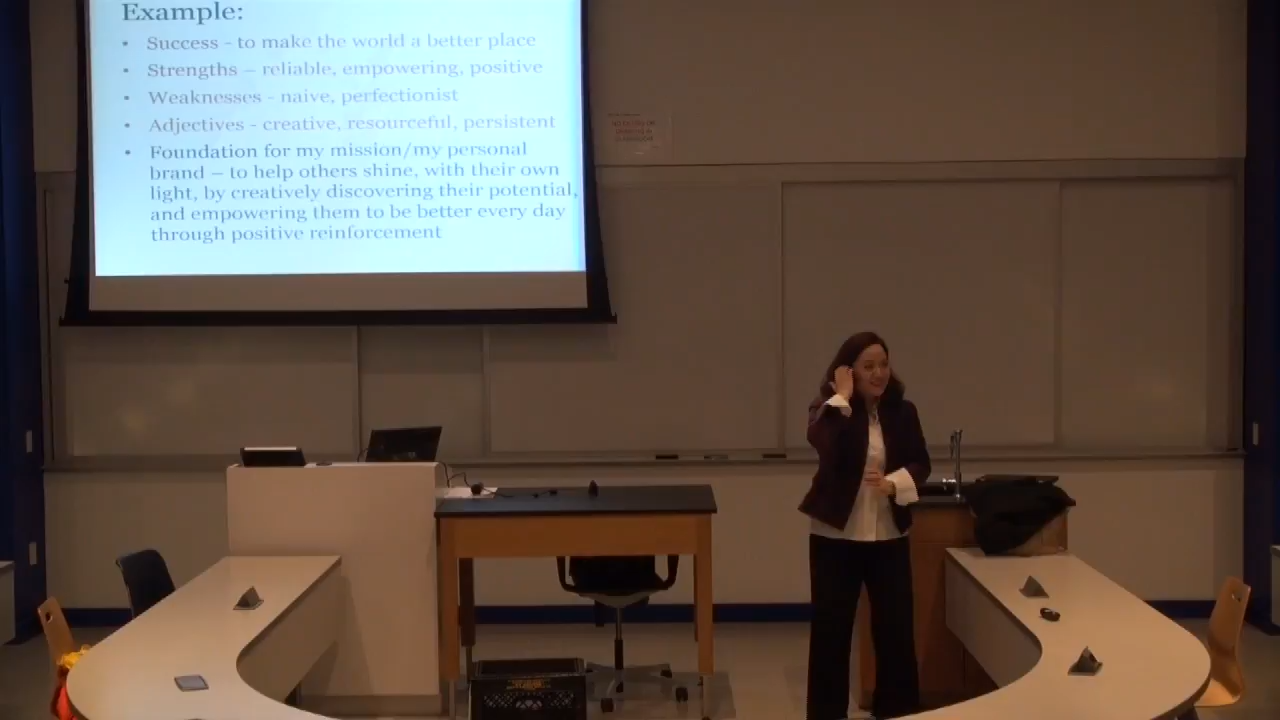 Example:
• Success - to make the world a better place
• Strengths – reliable, empowering, positive
• Weaknesses - naive, perfectionist
• Adjectives - creative, resourceful, persistent
• Foundation for my mission/my personal
brand – to help others shine, with their own
light, by creatively discovering their potential,
and empowering them to be better every day
through positive reinforcement